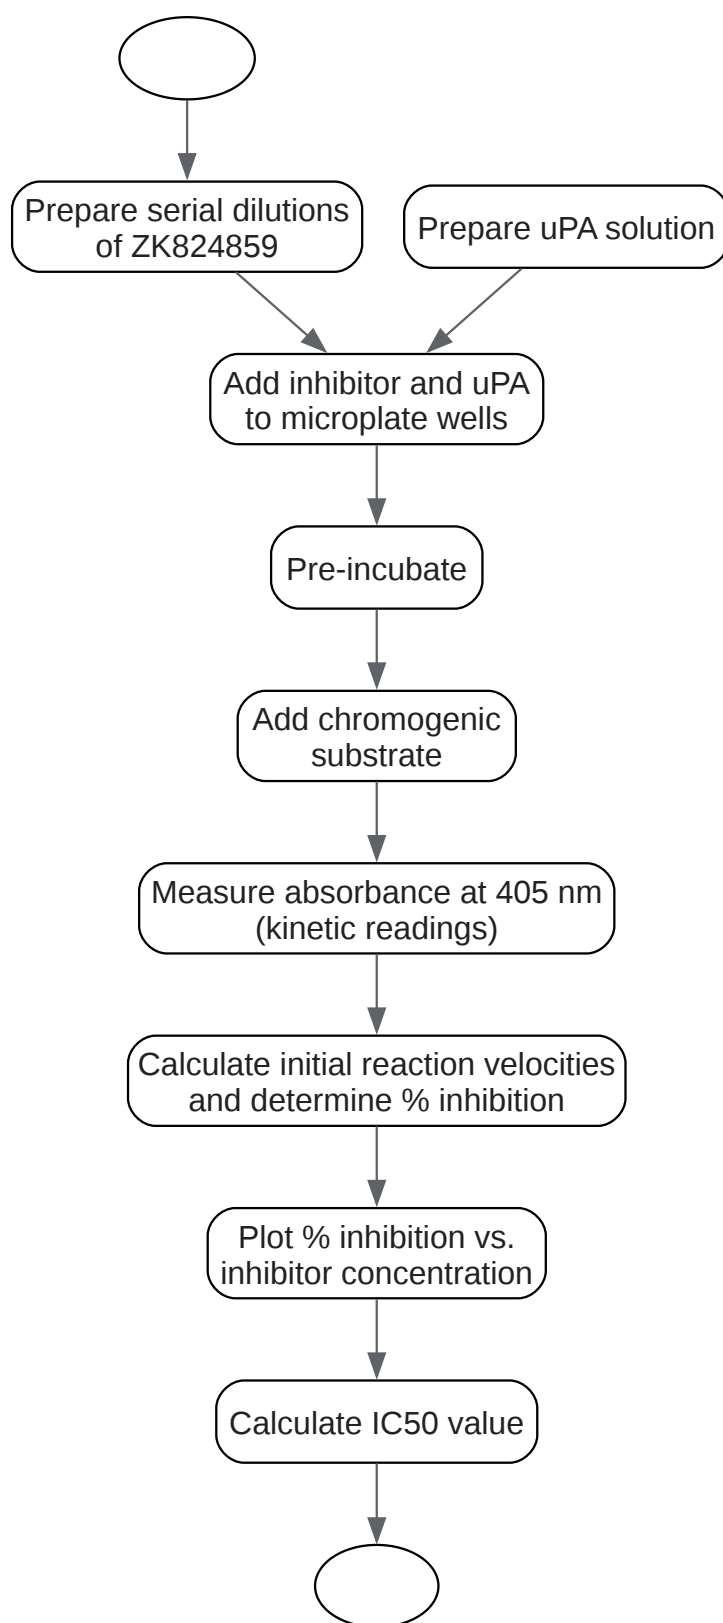 Prepare serial dilutions
of ZK824859
Prepare uPA solution
Add inhibitor and uPA
to microplate wells
Pre-incubate
Add chromogenic
substrate
Measure absorbance at 405 nm
(kinetic readings)
Calculate initial reaction velocities
and determine % inhibition
Plot % inhibition vs.
inhibitor concentration
Calculate IC50 value